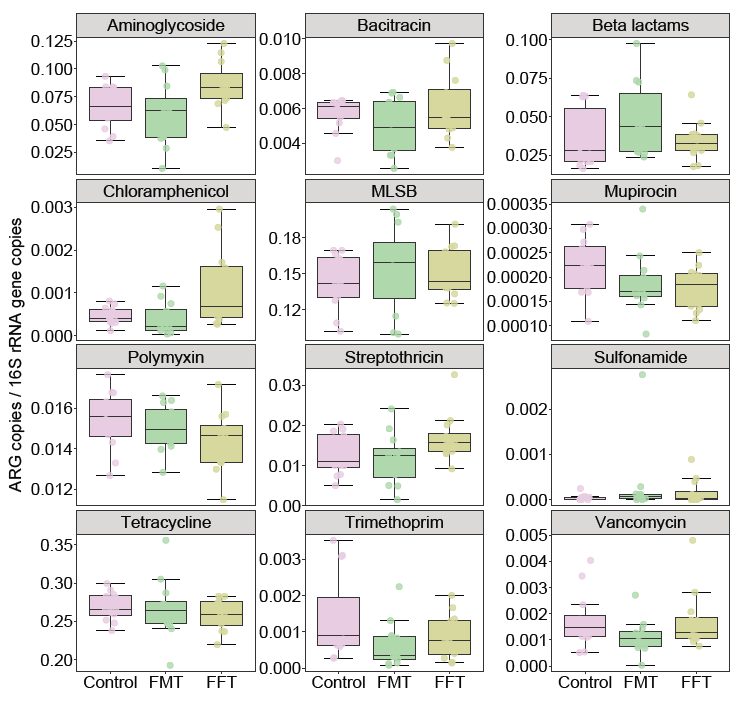 Aminoglycoside Bacitracin Beta lactams
0.125 0.100 0.075 0.050 0.025
0.010 0.008 0.006 0.004
0.100 0.075 0.050 0.025
Chloramphenicol MLSB Mupirocin
0.003 0.002 0.001 0.000
0.18 0.15 0.12
0.00035 0.00030 0.00025 0.00020 0.00015 0.00010
ARG copies / 16S rRNA gene copies
Polymyxin Streptothricin Sulfonamide
0.016 0.014 0.012
0.03 0.02 0.01 0.00
0.002 0.001 0.000
Tetracycline Trimethoprim Vancomycin
0.35 0.30 0.25 0.20
0.003 0.002 0.001 0.000
0.005 0.004 0.003 0.002 0.001 0.000
Control FMT FFT Control FMT FFT Control FMT FFT